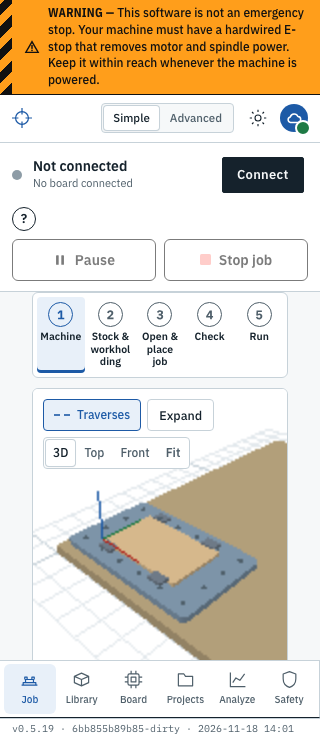 WARNING — This software is not an emergency
stop. Your machine must have a hardwired E-
stop that removes motor and spindle power.
Keep it within reach whenever the machine is
powered.
Simple Advanced
Not connected
No board connected
Connect
?
Pause Stop job
1 2 3 4 5
Machine Stock & Open & Check Run
workhol place
ding job
Traverses Expand
3D Top Front Fit
Job Library Board Projects Analyze Safety
v0.5.19 · 6bb855b89b85-dirty · 2026-11-18 14:01